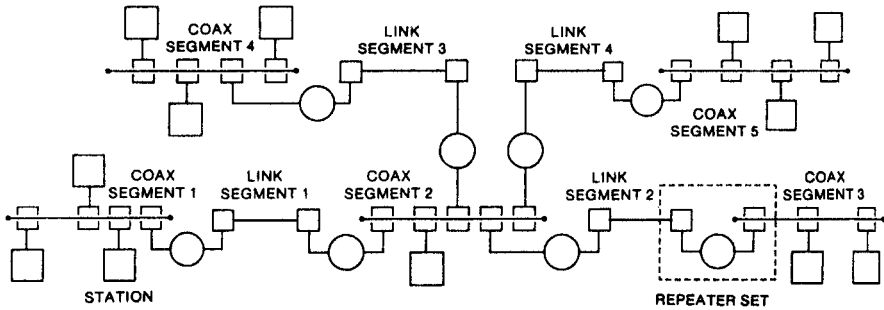 COAX
SEGMENT 4
LINK
SEGMENT 3
LINK
SEGMENT 4
COAX
SEGMENT 5
COAX
SEGMENT 1
LINK
SEGMENT 1
COAX
SEGMENT 2
LINK
SEGMENT 2
COAX
SEGMENT 3
STATION
REPEATER SET